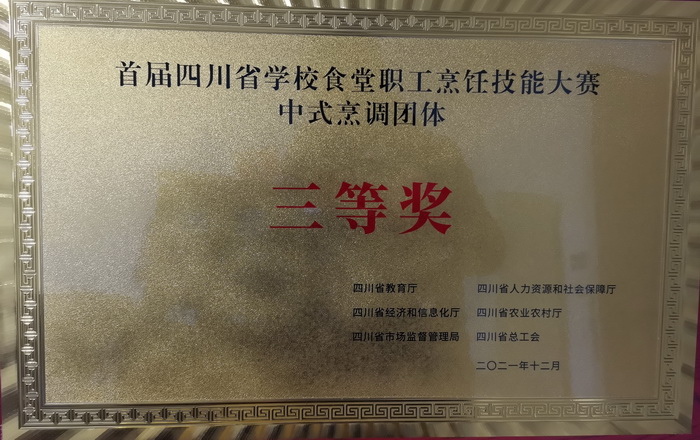 首届四川省学校食堂职工烹饪技能大赛
中式烹调团体
三等奖
四川省教育厅 四川省人力资源和社会保障厅
四川省经济和信息化厅 四川省农业农村厅
四川省市场监督管理局 四川省总工会
二〇二一年十二月